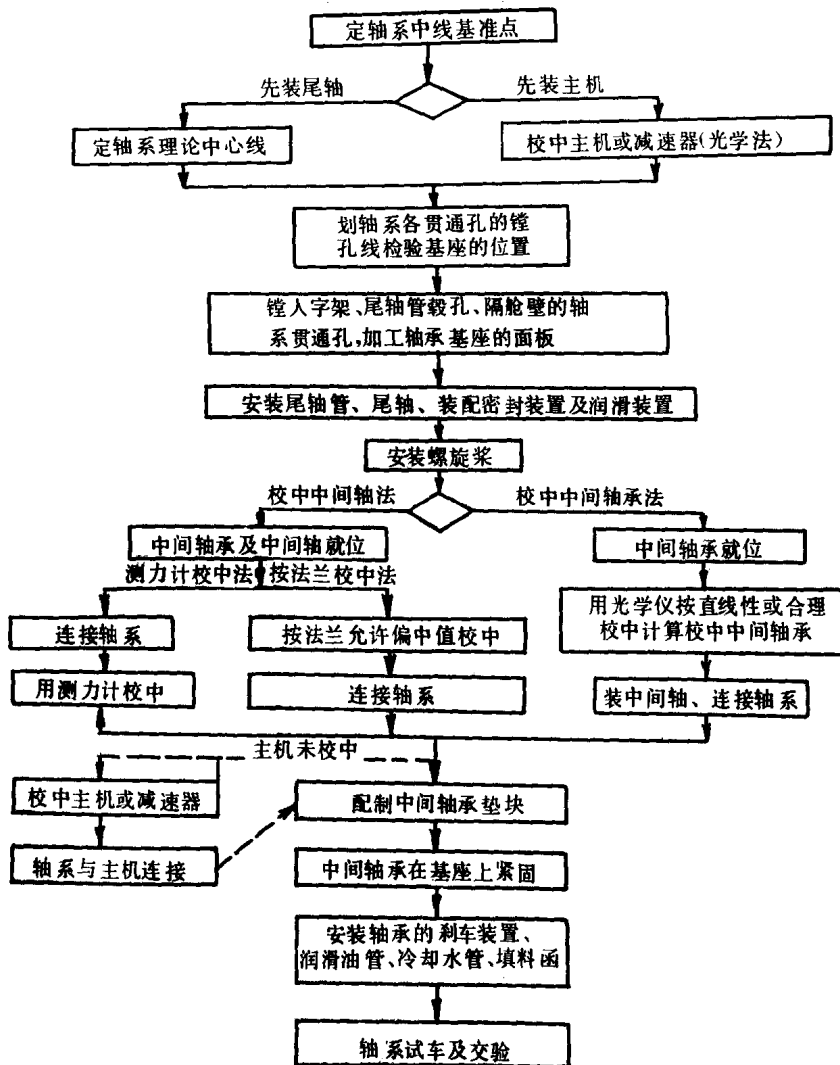 定轴系中线基准点
先装尾轴
先装主机
定轴系理论中心线
校中主机或减速器(光学法)
划轴系各贯通孔的镗
孔线检验基座的位置
镗人字架、尾轴管毂孔、隔舱壁的轴
系贯通孔,加工轴承基座的面板
安装尾轴管、尾轴、装配密封装置及润滑装置
安装螺旋桨
校中中间轴法
校中中间轴承法
中间轴承及中间轴就位
中间轴承就位
测力计校中法
按法兰校中法
连接轴系
按法兰允许偏中值校中
用光学仪按直线性或合理
校中计算校中中间轴承
用测力计校中
连接轴系
装中间轴、连接轴系
主机未校中
校中主机或减速器
配制中间轴承垫块
轴系与主机连接
中间轴承在基座上紧固
安装轴承的刹车装置、
润滑油管、冷却水管、填料函
轴系试车及交验